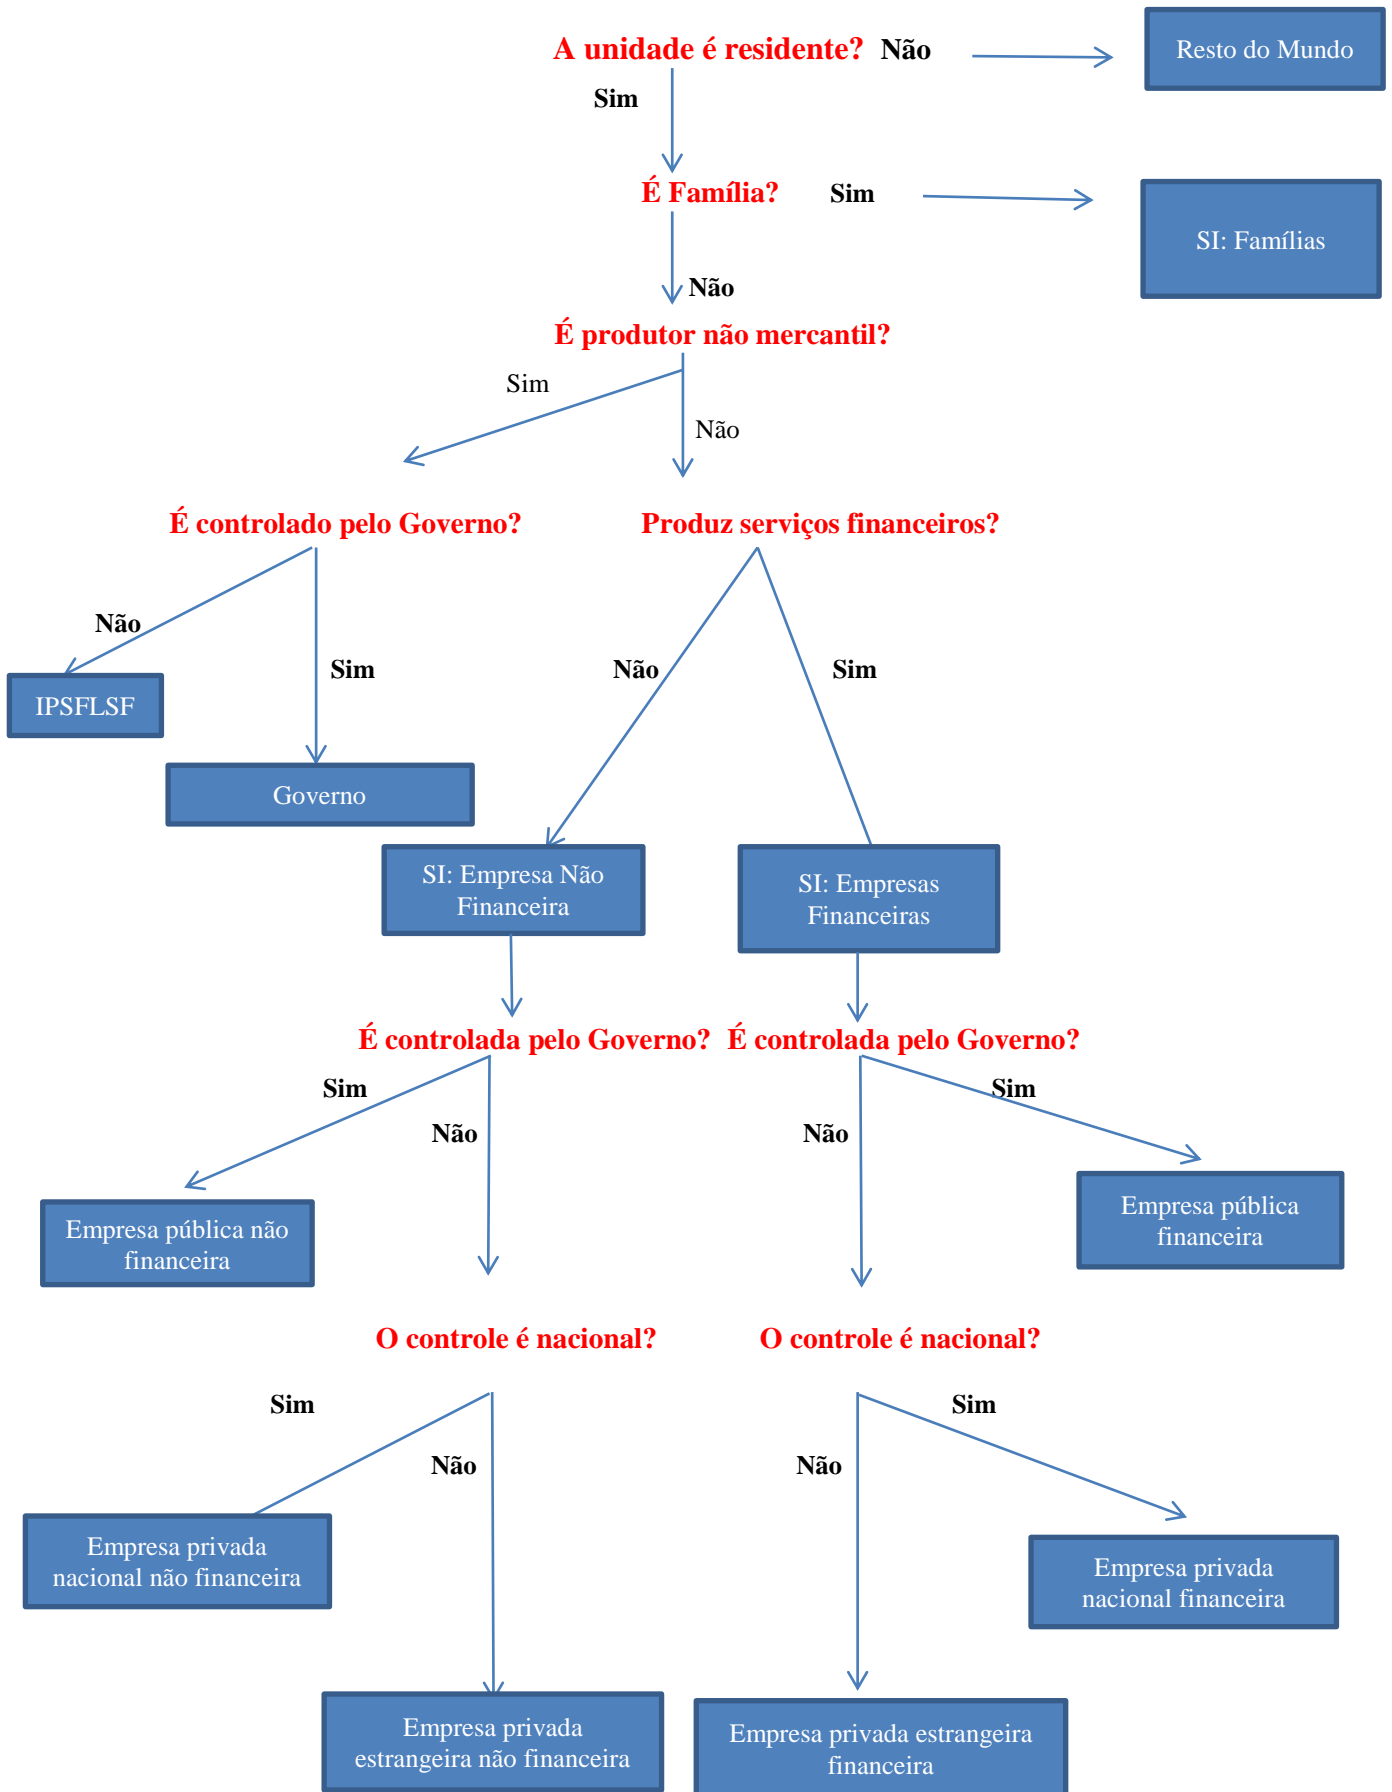 A unidade é residente? Não
Resto do Mundo
Sim
É Família? Sim
SI: Famílias
Não
É produtor não mercantil?
Sim
Não
É controlado pelo Governo?
Produz serviços financeiros?
Não
Sim
Não
Sim
IPSFLSF
Governo
SI: Empresa Não
Financeira
SI: Empresas
Financeiras
É controlada pelo Governo?
É controlada pelo Governo?
Sim
Não
Não
Sim
Empresa pública não
financeira
Empresa pública
financeira
O controle é nacional?
O controle é nacional?
Sim
Não
Não
Sim
Empresa privada
nacional não financeira
Empresa privada
nacional financeira
Empresa privada
estrangeira não financeira
Empresa privada estrangeira
financeira